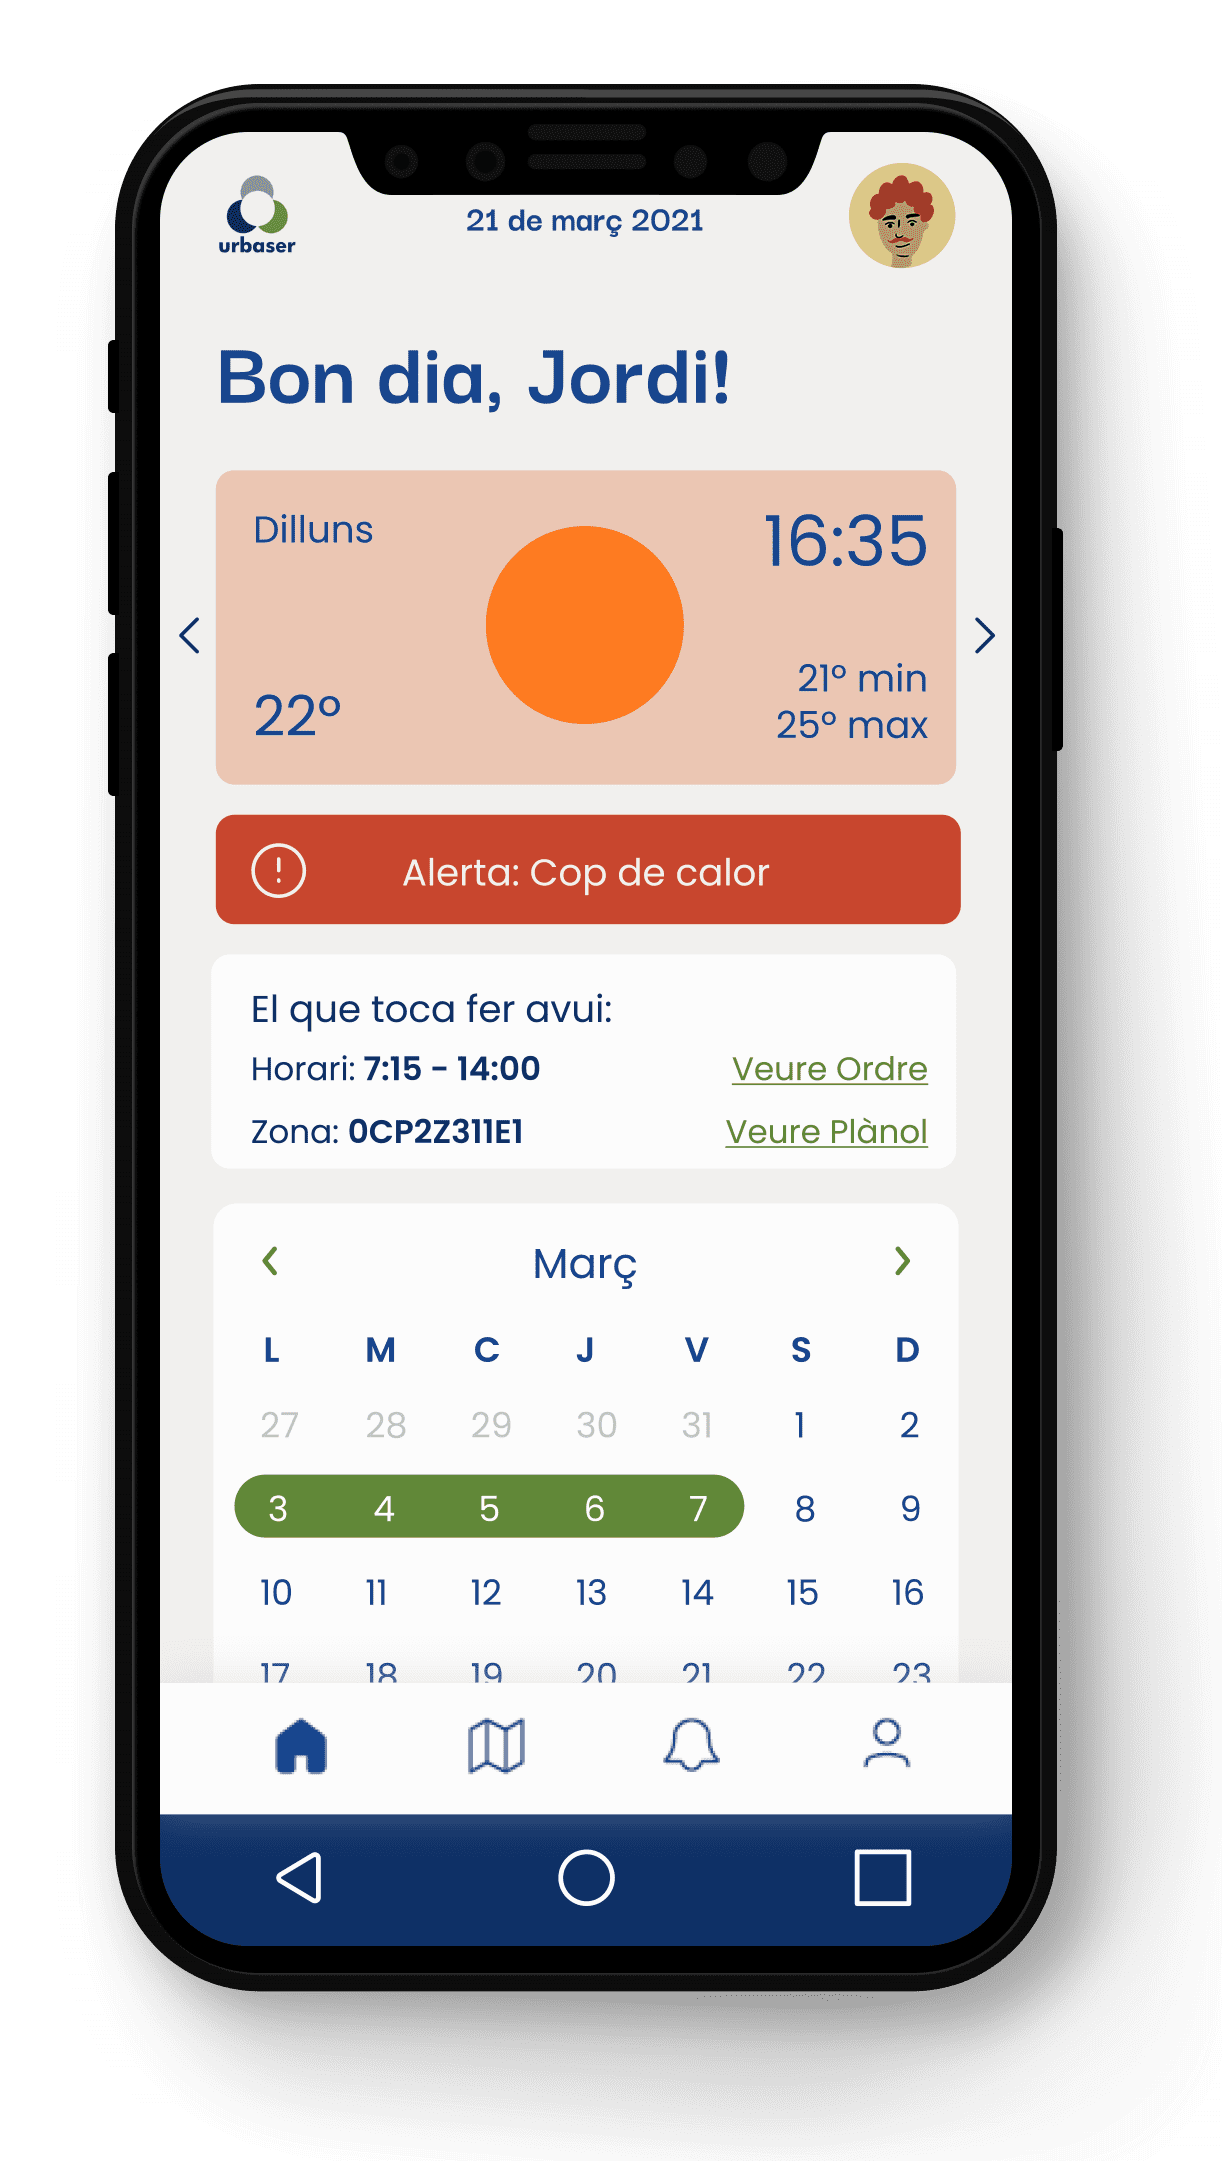 urbaser
21 de març 2021
Bon dia, Jordi!
Dilluns
16:35
22º
21º min
25º max
Alerta: Cop de calor
El que toca fer avui:
Horari: 7:15 - 14:00
Veure Ordre
Zona: 0CP2Z311E1
Veure Plànol
Març
L M C J V S D
27 28 29 30 31 1 2
3 4 5 6 7 8 9
10 11 12 13 14 15 16
17 18 19 20 21 22 23